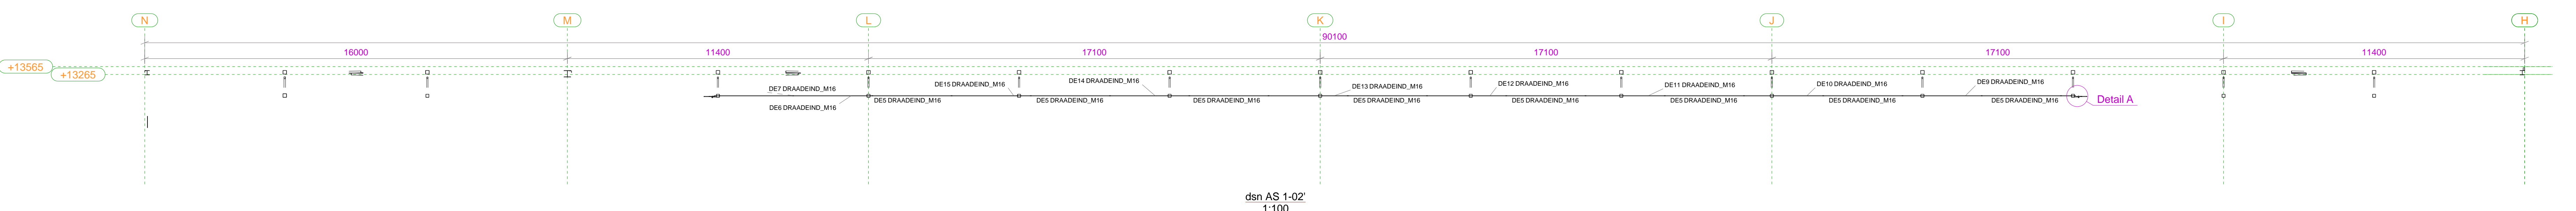 N M L K J I H
90100
16000 11400 17100 17100 17100 11400
+13565
+13265
DE7 DRAADEIND_M16 DE15 DRAADEIND_M16 DE14 DRAADEIND_M16 DE13 DRAADEIND_M16 DE12 DRAADEIND_M16 DE11 DRAADEIND_M16 DE10 DRAADEIND_M16 DE9 DRAADEIND_M16
DE5 DRAADEIND_M16 DE5 DRAADEIND_M16 DE5 DRAADEIND_M16 DE5 DRAADEIND_M16 DE5 DRAADEIND_M16 DE5 DRAADEIND_M16 DE5 DRAADEIND_M16 DE5 DRAADEIND_M16 Detail A
DE6 DRAADEIND_M16
dsn AS 1-02'
1:100